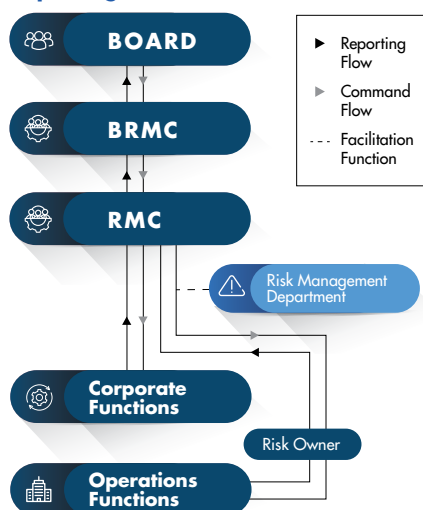 BOARD
BRMC
RMC
Risk Management
Department
Corporate
Functions
Risk Owner
Operations
Functions
Reporting
Flow
Command
Flow
Facilitation
Function